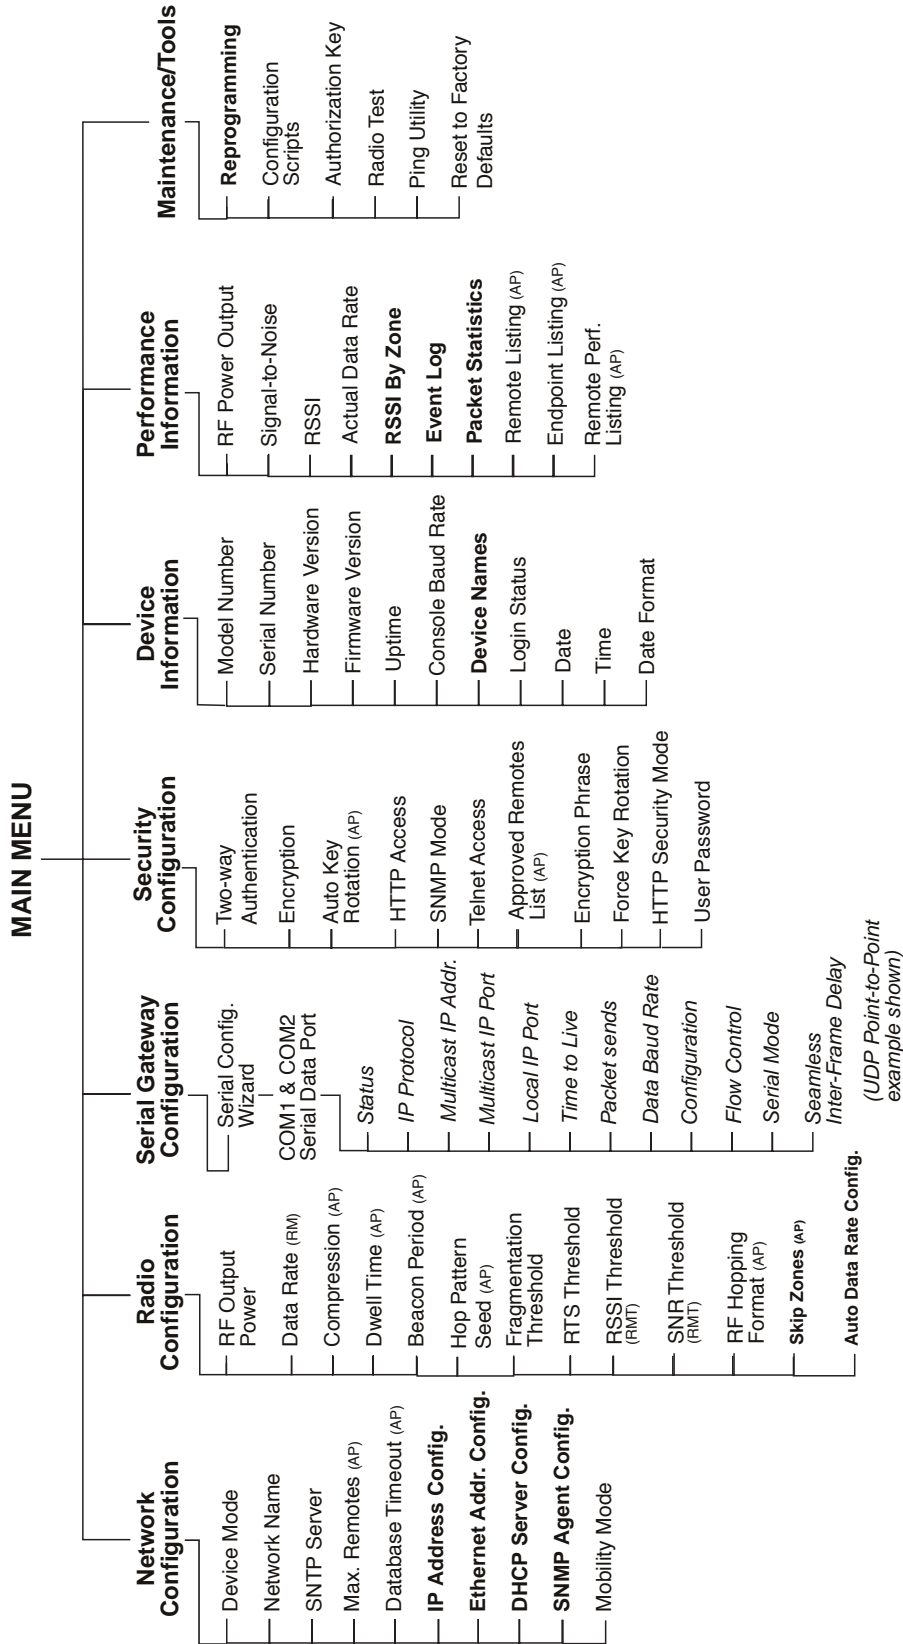 MAIN MENU
Network
Configuration
Device Mode
Network Name
SNTP Server
Max. Remotes (AP)
Database Timeout (AP)
IP Address Config.
Ethernet Addr. Config.
DHCP Server Config.
SNMP Agent Config.
Mobility Mode
Radio
Configuration
RF Output
Power
Data Rate (RM)
Compression (AP)
Dwell Time (AP)
Beacon Period (AP)
Hop Pattern
Seed (AP)
Fragmentation
Threshold
RTS Threshold
RSSI Threshold
(RMT)
SNR Threshold
(RMT)
RF Hopping
Format (AP)
Skip Zones (AP)
Auto Data Rate Config.
Serial Gateway
Configuration
Serial Config.
Wizard
COM1 & COM2
Serial Data Port
Status
IP Protocol
Multicast IP Addr.
Multicast IP Port
Local IP Port
Time to Live
Packet sends
Data Baud Rate
Configuration
Flow Control
Serial Mode
Seamless
Inter-Frame Delay
(UDP Point-to-Point
example shown)
Security
Configuration
Two-way
Authentication
Encryption
Auto Key
Rotation (AP)
HTTP Access
SNMP Mode
Telnet Access
Approved Remotes
List (AP)
Encryption Phrase
Force Key Rotation
HTTP Security Mode
User Password
Device
Information
Model Number
Serial Number
Hardware Version
Firmware Version
Uptime
Console Baud Rate
Device Names
Login Status
Date
Time
Date Format
Performance
Information
RF Power Output
Signal-to-Noise
RSSI
Actual Data Rate
RSSI By Zone
Event Log
Packet Statistics
Remote Listing (AP)
Endpoint Listing (AP)
Remote Perf.
Listing (AP)
Maintenance/Tools
Reprogramming
Configuration
Scripts
Authorization Key
Radio Test
Ping Utility
Reset to Factory
Defaults